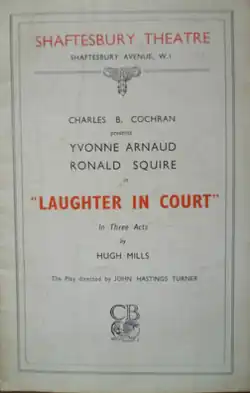 SHAFTESBURY THEATRE
SHAFTESBURY AVENUE, W.1
CHARLES B. COCHRAN
presents
YVONNE ARNAUD
RONALD SQUIRE
in
"LAUGHTER IN COURT"
In Three Acts
by
HUGH MILLS
The Play directed by JOHN HASTINGS TURNER
CB